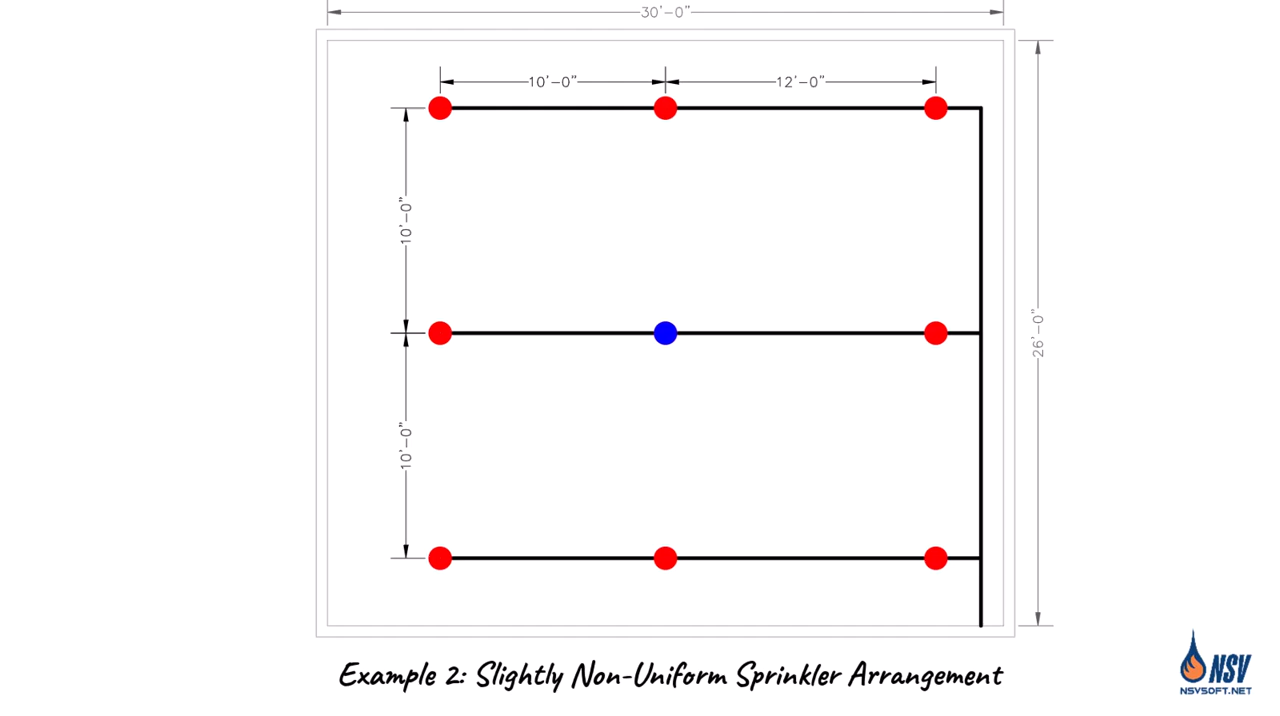 30'-0"
10'-0"
12'-0"
10'-0"
26'-0"
10'-0"
Example 2: Slightly Non-Uniform Sprinkler Arrangement
NSV
NSVSOFT.NET